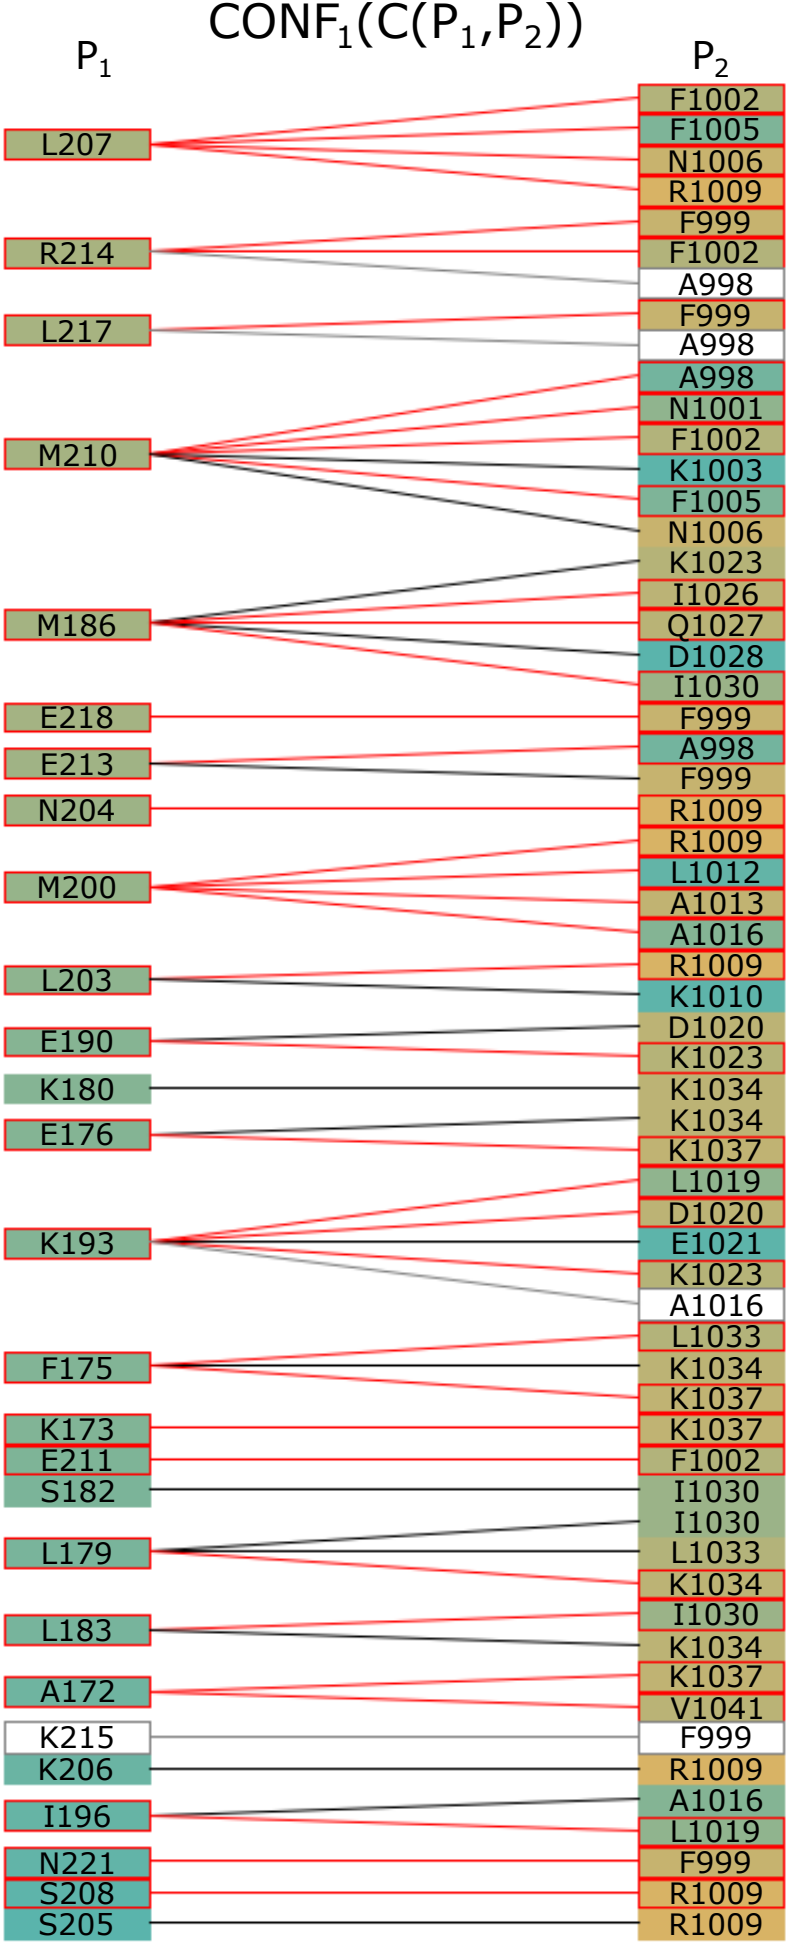 CONF₁(C(P₁,P₂))
P₁ P₂
F1002
L207
F1005
N1006
R1009
F999
R214
F1002
A998
F999
L217
A998
A998
N1001
F1002
M210
K1003
F1005
N1006
K1023
I1026
M186
Q1027
D1028
I1030
E218
F999
A998
E213
F999
N204
R1009
R1009
L1012
M200
A1013
A1016
R1009
L203
K1010
D1020
E190
K1023
K180
K1034
K1034
E176
K1037
L1019
D1020
K193
E1021
K1023
A1016
L1033
F175
K1034
K1037
K173
K1037
E211
F1002
S182
I1030
I1030
L179
L1033
K1034
I1030
L183
K1034
K1037
A172
V1041
K215
F999
K206
R1009
A1016
I196
L1019
N221
F999
S208
R1009
S205
R1009